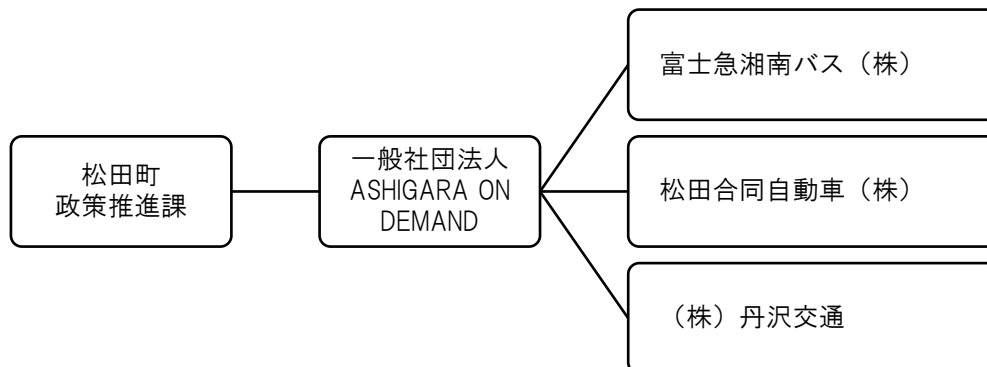 松田町
政策推進課
一般社団法人
ASHIGARA ON
DEMAND
富士急湘南バス（株）
松田合同自動車（株）
（株）丹沢交通